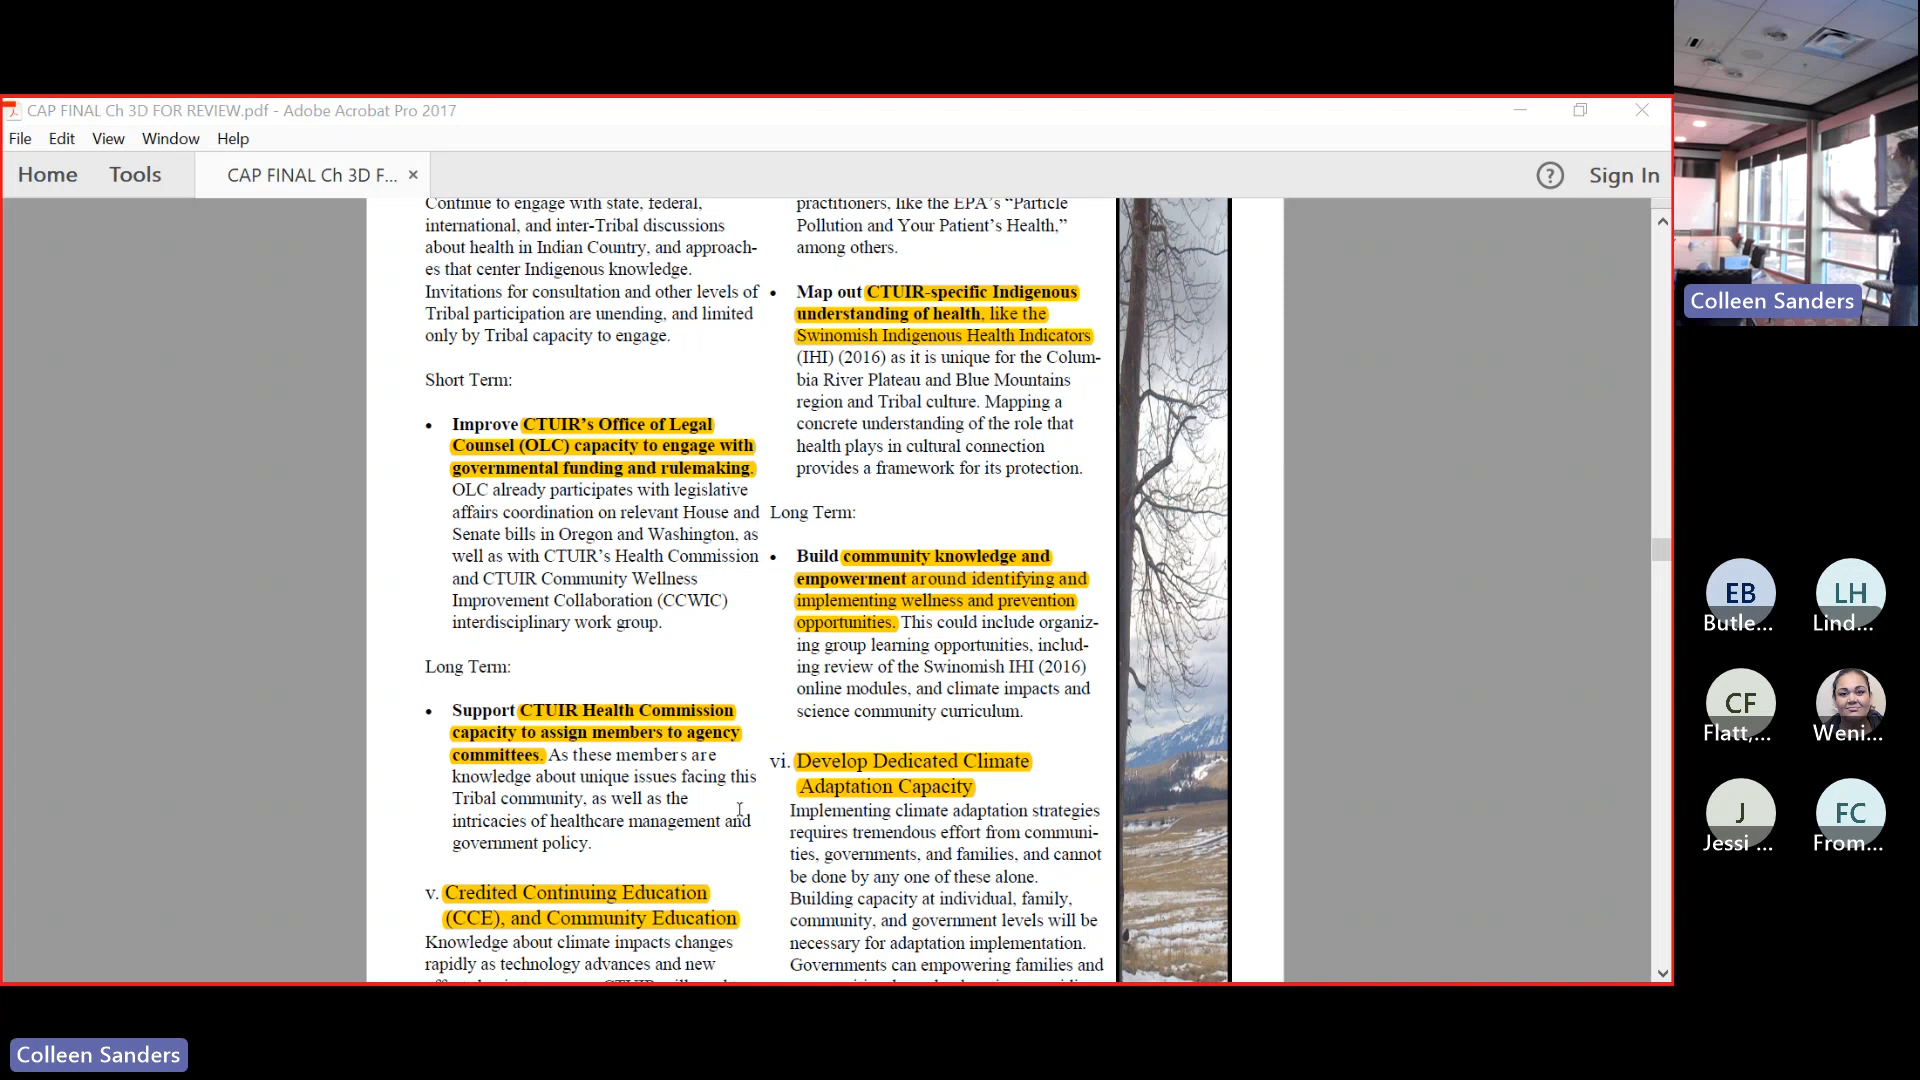 CAP FINAL Ch 3D FOR REVIEW.pdf - Adobe Acrobat Pro 2017
File Edit View Window Help
Home Tools CAP FINAL Ch 3D F... × ? Sign In
Continue to engage with state, federal,
international, and inter-Tribal discussions
about health in Indian Country, and approach-
es that center Indigenous knowledge.
Invitations for consultation and other levels of
Tribal participation are unending, and limited
only by Tribal capacity to engage.
Short Term:
• Improve CTUIR’s Office of Legal
Counsel (OLC) capacity to engage with
governmental funding and rulemaking.
OLC already participates with legislative
affairs coordination on relevant House and
Senate bills in Oregon and Washington, as
well as with CTUIR’s Health Commission
and CTUIR Community Wellness
Improvement Collaboration (CCWIC)
interdisciplinary work group.
Long Term:
• Support CTUIR Health Commission
capacity to assign members to agency
committees. As these members are
knowledge about unique issues facing this
Tribal community, as well as the
intricacies of healthcare management and
government policy.
v. Credited Continuing Education
(CCE), and Community Education
Knowledge about climate impacts changes
rapidly as technology advances and new
practitioners, like the EPA’s “Particle
Pollution and Your Patient’s Health,”
among others.
• Map out CTUIR-specific Indigenous
understanding of health, like the
Swinomish Indigenous Health Indicators
(IHI) (2016) as it is unique for the Colum-
bia River Plateau and Blue Mountains
region and Tribal culture. Mapping a
concrete understanding of the role that
health plays in cultural connection
provides a framework for its protection.
Long Term:
• Build community knowledge and
empowerment around identifying and
implementing wellness and prevention
opportunities. This could include organiz-
ing group learning opportunities, includ-
ing review of the Swinomish IHI (2016)
online modules, and climate impacts and
science community curriculum.
vi. Develop Dedicated Climate
Adaptation Capacity
Implementing climate adaptation strategies
requires tremendous effort from communi-
ties, governments, and families, and cannot
be done by any one of these alone.
Building capacity at individual, family,
community, and government levels will be
necessary for adaptation implementation.
Governments can empowering families and
Colleen Sanders
EB LH
Butle... Lind...
CF
Flatt,... Weni...
J FC
Jessi ... From...
Colleen Sanders